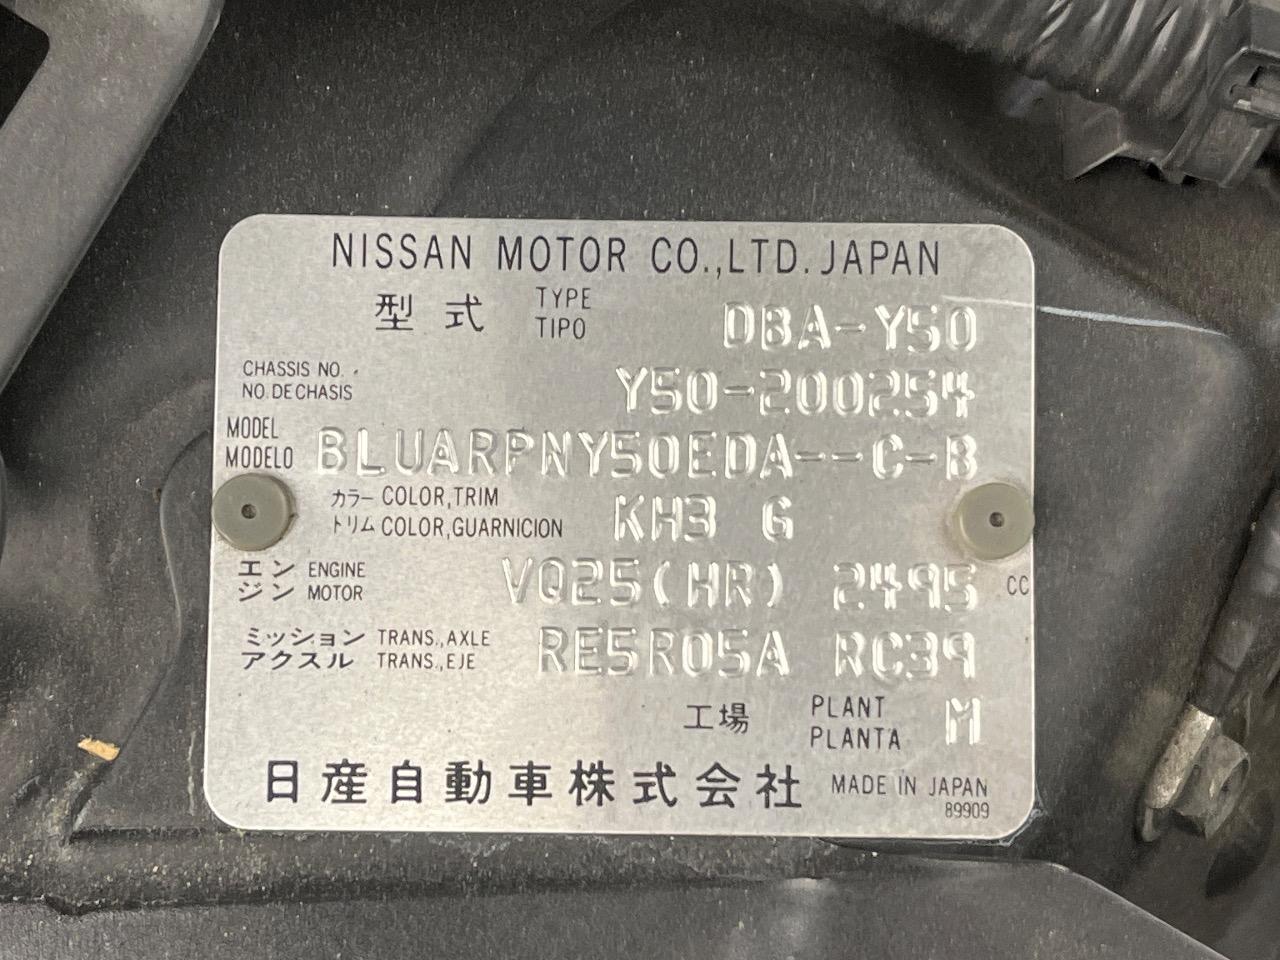 NISSAN MOTOR CO.,LTD. JAPAN
型式 TYPE TIPO DBA-Y50
CHASSIS NO. NO. DE CHASIS Y50-200254
MODEL MODELO BLUARPNY50EDA--C-B
カラー COLOR,TRIM
トリム COLOR,GUARNICION KH3 G
エンジン ENGINE MOTOR VQ25(HR) 2495 CC
ミッション TRANS.,AXLE
アクスル TRANS.,EJE RE5R05A RC39
工場 PLANT PLANTA M
日産自動車株式会社 MADE IN JAPAN
89909